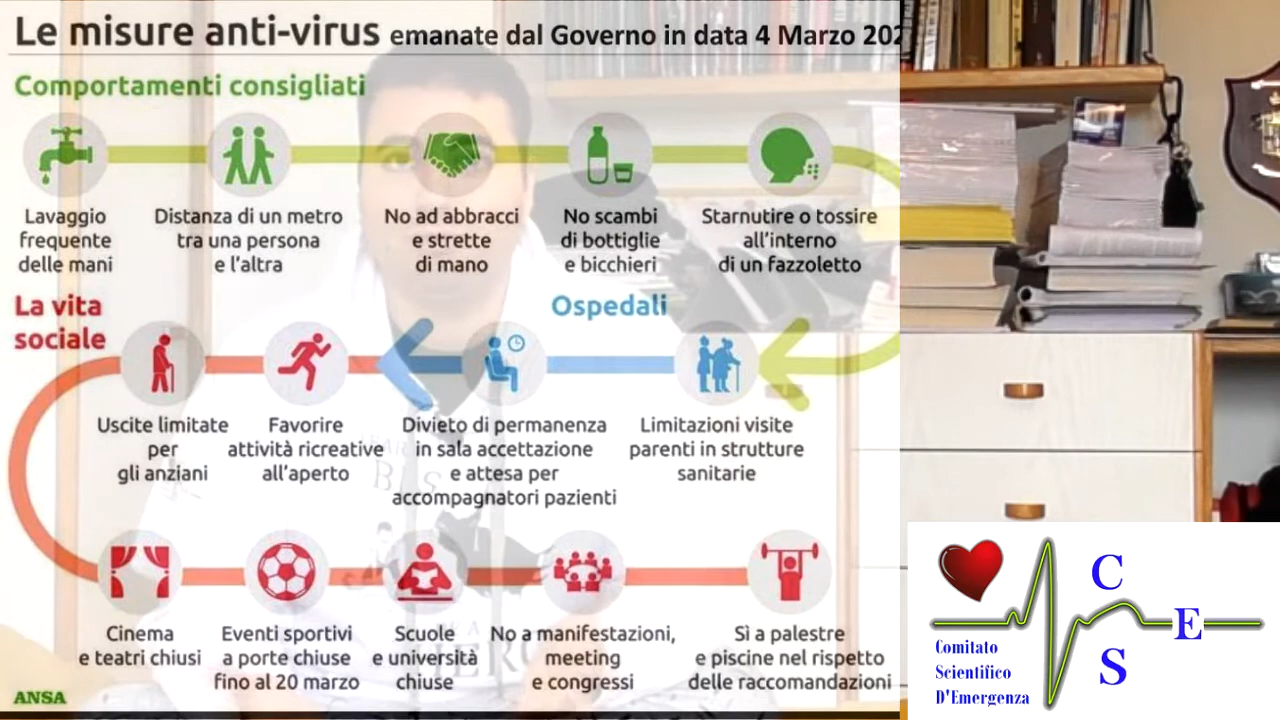 Le misure anti-virus emanate dal Governo in data 4 Marzo 202
Comportamenti consigliati
Lavaggio
frequente
delle mani
Distanza di un metro
tra una persona
e l'altra
No ad abbracci
e strette
di mano
No scambi
di bottiglie
e bicchieri
Starnutire o tossire
all'interno
di un fazzoletto
La vita
sociale
Ospedali
Uscite limitate
per
gli anziani
Favorire
attività ricreative
all'aperto
Divieto di permanenza
in sala accettazione
e attesa per
accompagnatori pazienti
Limitazioni visite
parenti in strutture
sanitarie
Cinema
e teatri chiusi
Eventi sportivi
a porte chiuse
fino al 20 marzo
Scuole
e università
chiuse
No a manifestazioni,
meeting
e congressi
Sì a palestre
e piscine nel rispetto
delle raccomandazioni
ANSA
C
E
S
Comitato
Scientifico
D'Emergenza